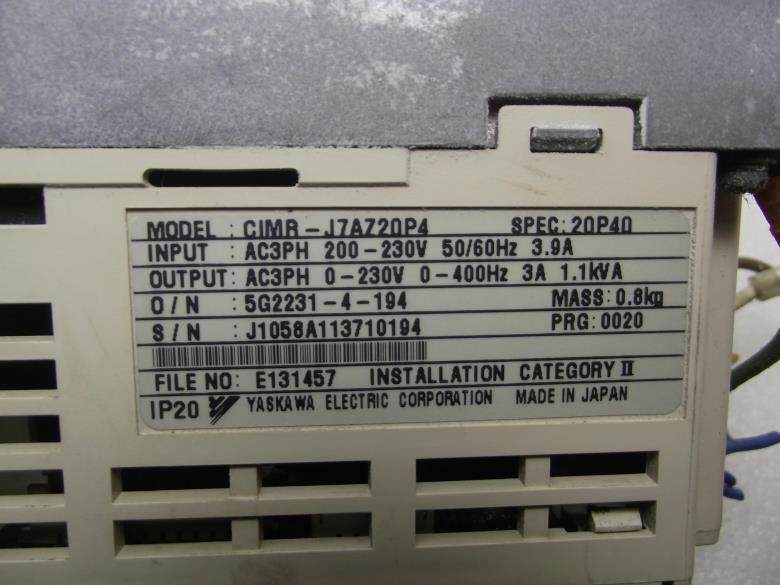 MODEL : CIMR-J7AZ20P4 SPEC: 20P40
INPUT : AC3PH 200-230V 50/60Hz 3.9A
OUTPUT: AC3PH 0-230V 0-400Hz 3A 1.1kVA
O/N : 5G2231-4-194 MASS: 0.8kg
S/N : J1058A113710194 PRG: 0020
FILE NO: E131457 INSTALLATION CATEGORY II
IP20 YASKAWA ELECTRIC CORPORATION MADE IN JAPAN